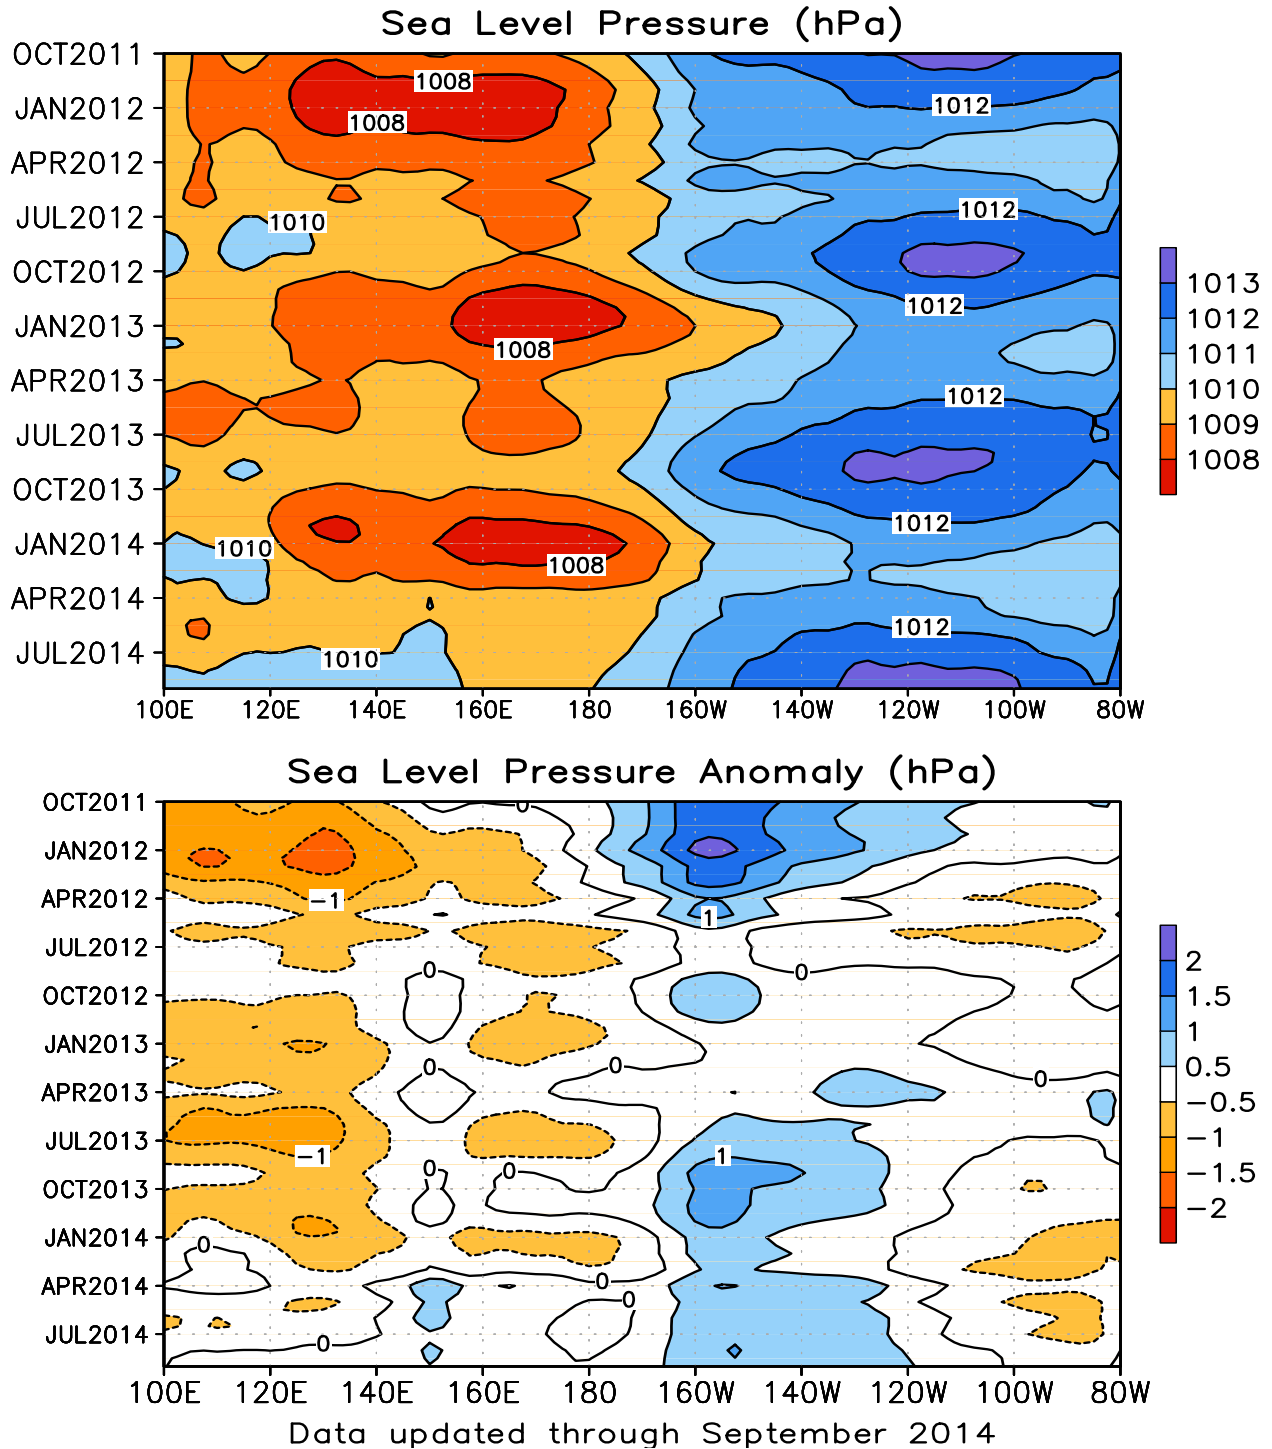 Sea Level Pressure (hPa)
OCT2011
JAN2012
APR2012
JUL2012
OCT2012
JAN2013
APR2013
JUL2013
OCT2013
JAN2014
APR2014
JUL2014
1008
1008
1012
1010
1012
1012
1008
1012
1012
1010
1008
1012
1010
100E 120E 140E 160E 180 160W 140W 120W 100W 80W
1013
1012
1011
1010
1009
1008
Sea Level Pressure Anomaly (hPa)
OCT2011
JAN2012
APR2012
JUL2012
OCT2012
JAN2013
APR2013
JUL2013
OCT2013
JAN2014
APR2014
JUL2014
0
-1
1
0
0
0
0
0
-1
1
0
0
0
0
0
0
100E 120E 140E 160E 180 160W 140W 120W 100W 80W
2
1.5
1
0.5
-0.5
-1
-1.5
-2
Data updated through September 2014